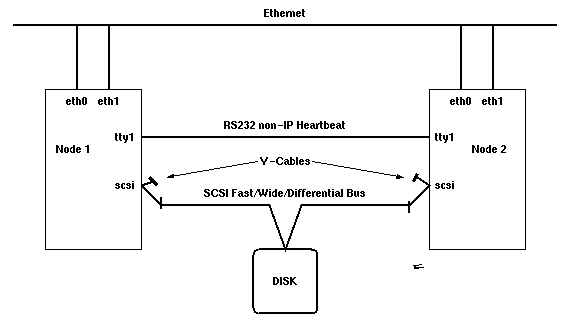 Ethernet
eth0 eth1
eth0 eth1
RS232 non-IP Heartbeat
tty1
tty1
Node 1
Node 2
Y-Cables
scsi
scsi
SCSI Fast/Wide/Differential Bus
DISK